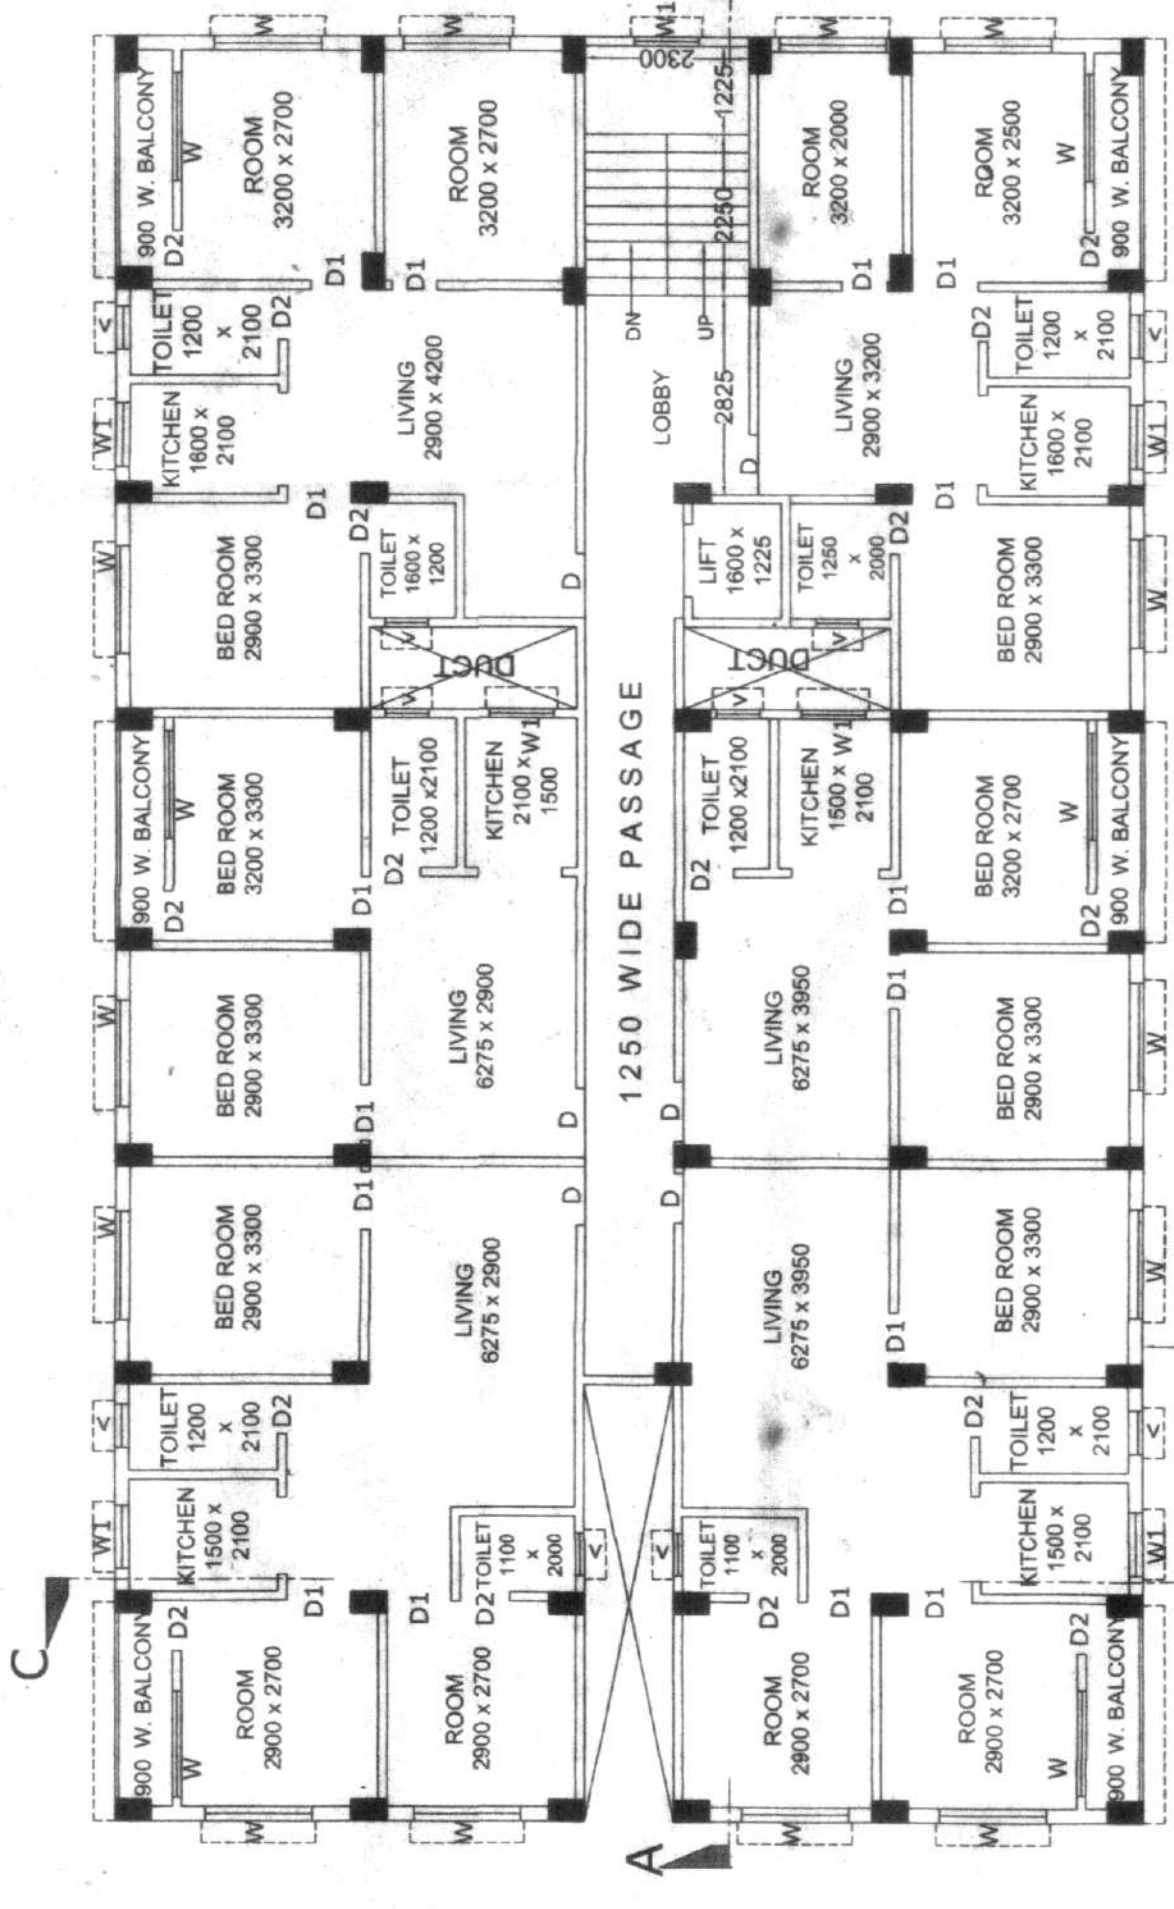 C
W1
V
W
W
W
W1
V
900 W. BALCONY
D2
W
ROOM
2900 x 2700
D1
KITCHEN
1500 x
2100
TOILET
1200
x
2100
D2
BED ROOM
2900 x 3300
D1
BED ROOM
2900 x 3300
D1
900 W. BALCONY
D2
W
BED ROOM
3200 x 3300
D1
BED ROOM
2900 x 3300
D1
KITCHEN
1600 x
2100
TOILET
1200
x
2100
D2
900 W. BALCONY
D2
W
ROOM
3200 x 2700
D1
W
W
ROOM
2900 x 2700
D1
D2
TOILET
1100
x
2000
V
LIVING
6275 x 2900
D
LIVING
6275 x 2900
D
D2
TOILET
1200 x2100
KITCHEN
2100 x
1500
W1
V
DUCT
V
D2
TOILET
1600 x
1200
D
LIVING
2900 x 4200
D1
ROOM
3200 x 2700
W
W
1250 WIDE PASSAGE
LOBBY
DN
UP
2825
2250
1225
2300
W1
A
W
ROOM
2900 x 2700
D1
D2
TOILET
1100
x
2000
V
LIVING
6275 x 3950
D
LIVING
6275 x 3950
D
D2
TOILET
1200 x2100
KITCHEN
1500 x
2100
W1
V
DUCT
V
LIFT
1600 x
1225
TOILET
1250
x
2000
D2
D
LIVING
2900 x 3200
D1
ROOM
3200 x 2000
W
W
ROOM
2900 x 2700
D1
W
D2
900 W. BALCONY
D2
KITCHEN
1500 x
2100
TOILET
1200
x
2100
D1
BED ROOM
2900 x 3300
D1
BED ROOM
2900 x 3300
D1
BED ROOM
3200 x 2700
W
D2
900 W. BALCONY
BED ROOM
2900 x 3300
D1
KITCHEN
1600 x
2100
D2
TOILET
1200
x
2100
D1
ROOM
3200 x 2500
W
D2
900 W. BALCONY
W
W1
V
W
W
W
W1
V